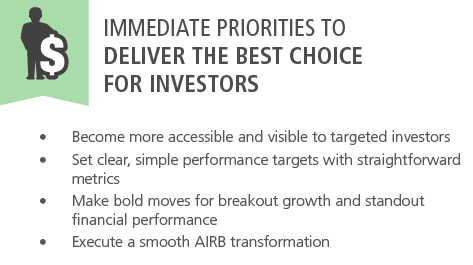 IMMEDIATE PRIORITIES TO
DELIVER THE BEST CHOICE
FOR INVESTORS
• Become more accessible and visible to targeted investors
• Set clear, simple performance targets with straightforward
metrics
• Make bold moves for breakout growth and standout
financial performance
• Execute a smooth AIRB transformation